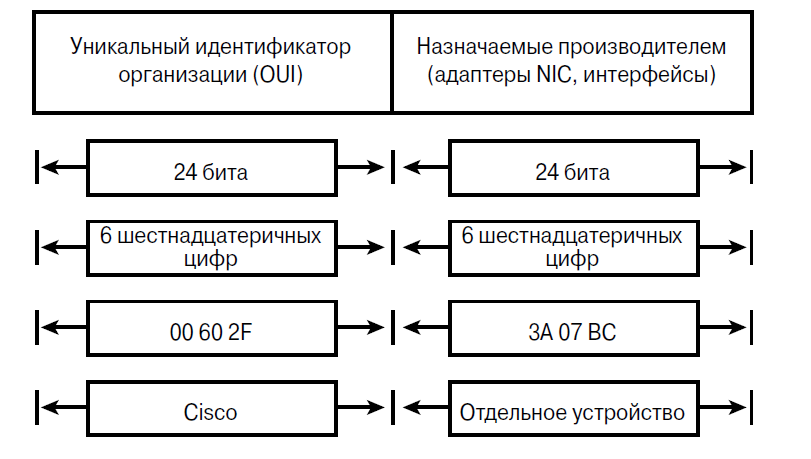 Уникальный идентификатор
организации (OUI)
Назначаемые производителем
(адаптеры NIC, интерфейсы)
24 бита
24 бита
6 шестнадцатеричных
цифр
6 шестнадцатеричных
цифр
00 60 2F
3A 07 BC
Cisco
Отдельное устройство